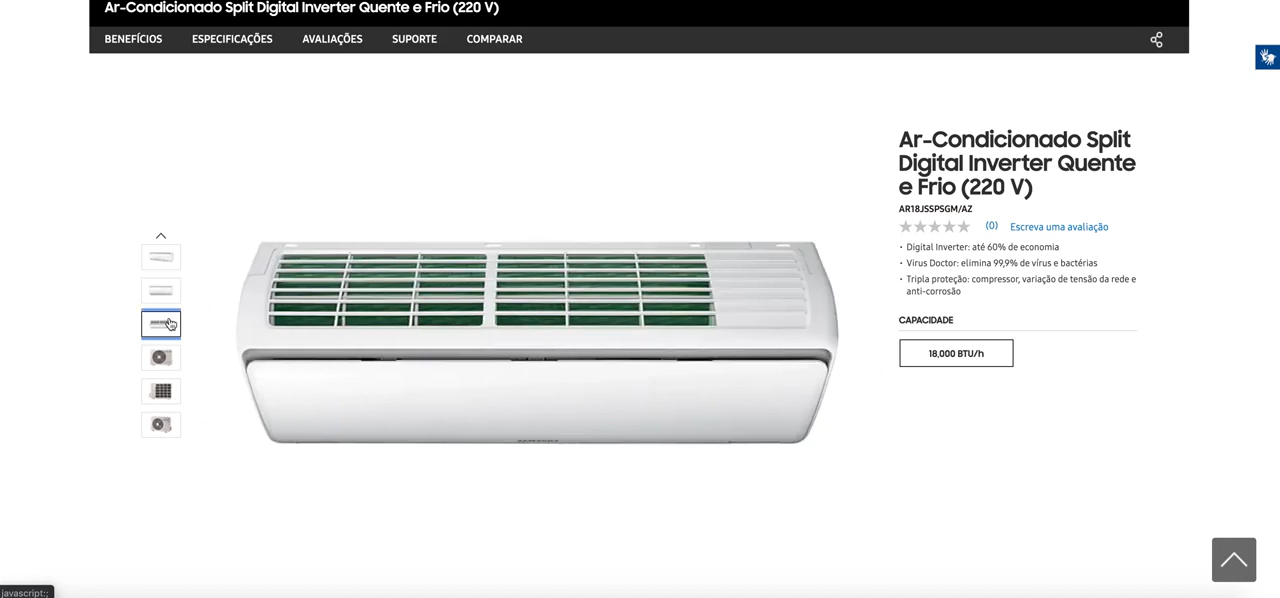 Ar-Condicionado Split Digital Inverter Quente e Frio (220 V)
BENEFÍCIOS ESPECIFICAÇÕES AVALIAÇÕES SUPORTE COMPARAR
Ar-Condicionado Split
Digital Inverter Quente
e Frio (220 V)
AR18JSSPSGM/AZ
(0) Escreva uma avaliação
· Digital Inverter: até 60% de economia
· Virus Doctor: elimina 99,9% de vírus e bactérias
· Tripla proteção: compressor, variação de tensão da rede e
anti-corrosão
CAPACIDADE
18,000 BTU/h
javascript:;